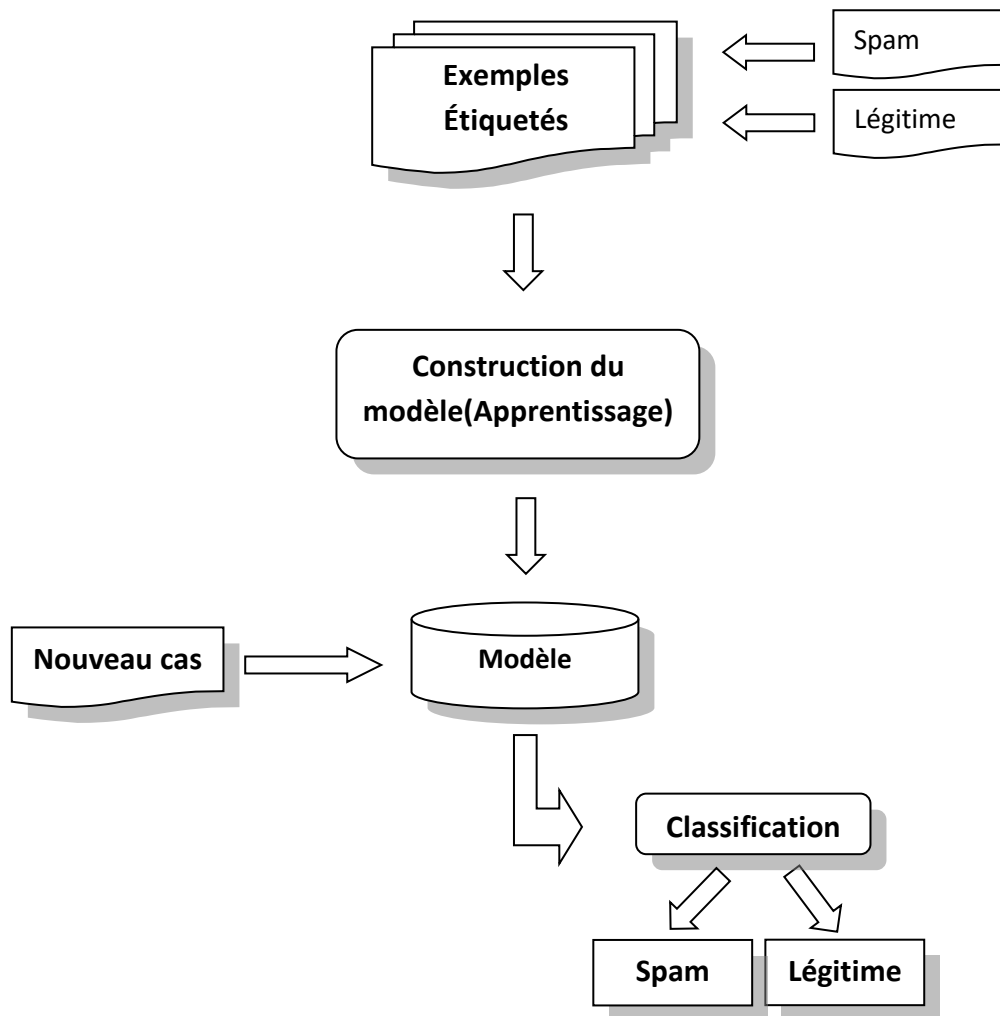 Spam
Exemples
Étiquetés
Légitime
Construction du
modèle(Apprentissage)
Nouveau cas
Modèle
Classification
Spam
Légitime